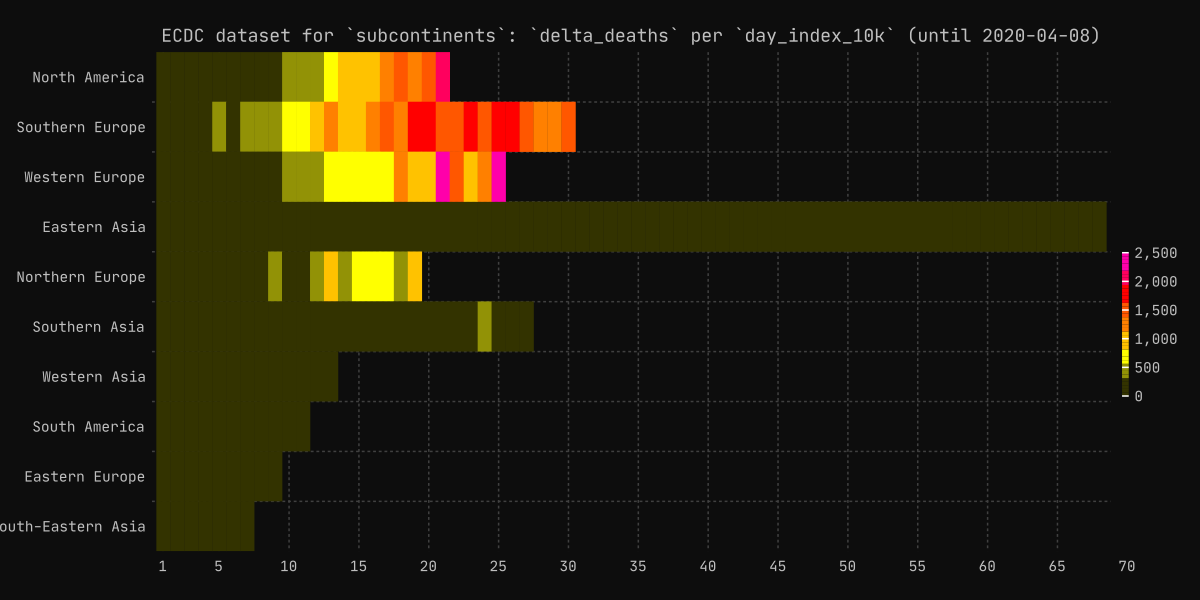 ECDC dataset for `subcontinents`: `delta_deaths` per `day_index_10k` (until 2020-04-08)
North America
Southern Europe
Western Europe
Eastern Asia
Northern Europe
Southern Asia
Western Asia
South America
Eastern Europe
outh-Eastern Asia
2,500
2,000
1,500
1,000
500
0
1 5 10 15 20 25 30 35 40 45 50 55 60 65 70